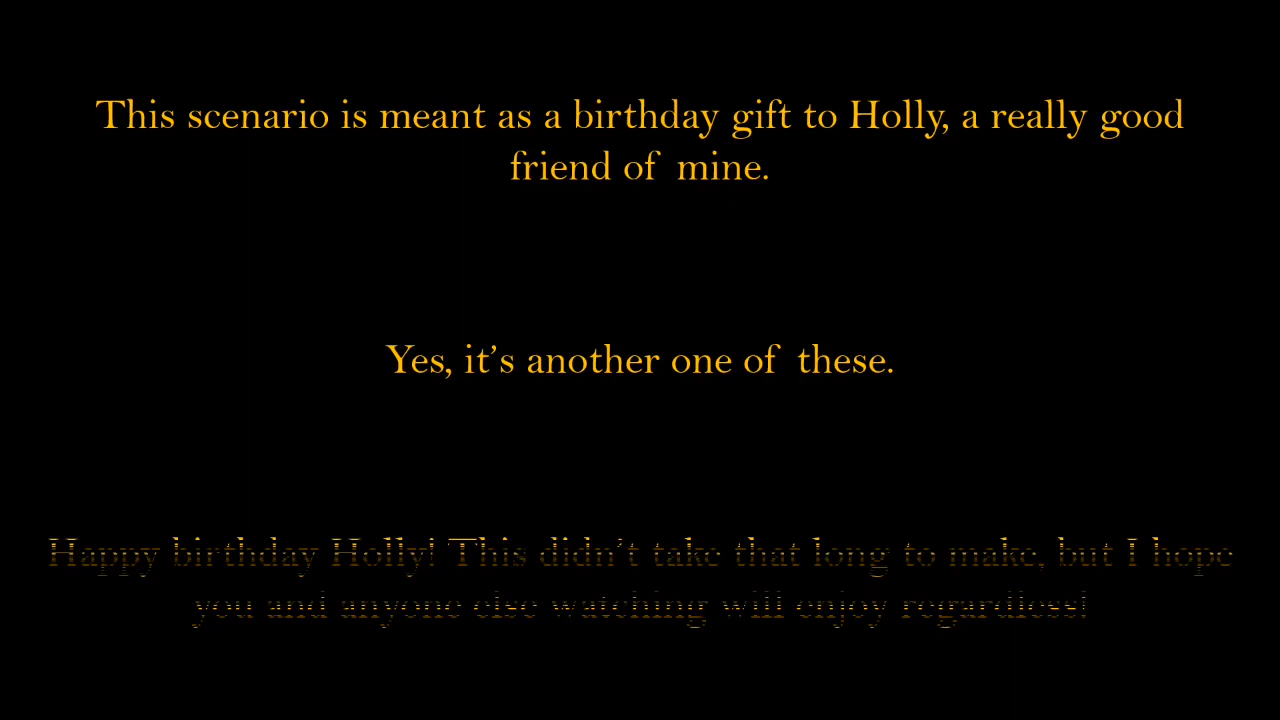 This scenario is meant as a birthday gift to Holly, a really good
friend of mine.
Yes, it's another one of these.
Happy birthday Holly! This didn't take that long to make, but I hope
you and anyone else watching will enjoy regardless!